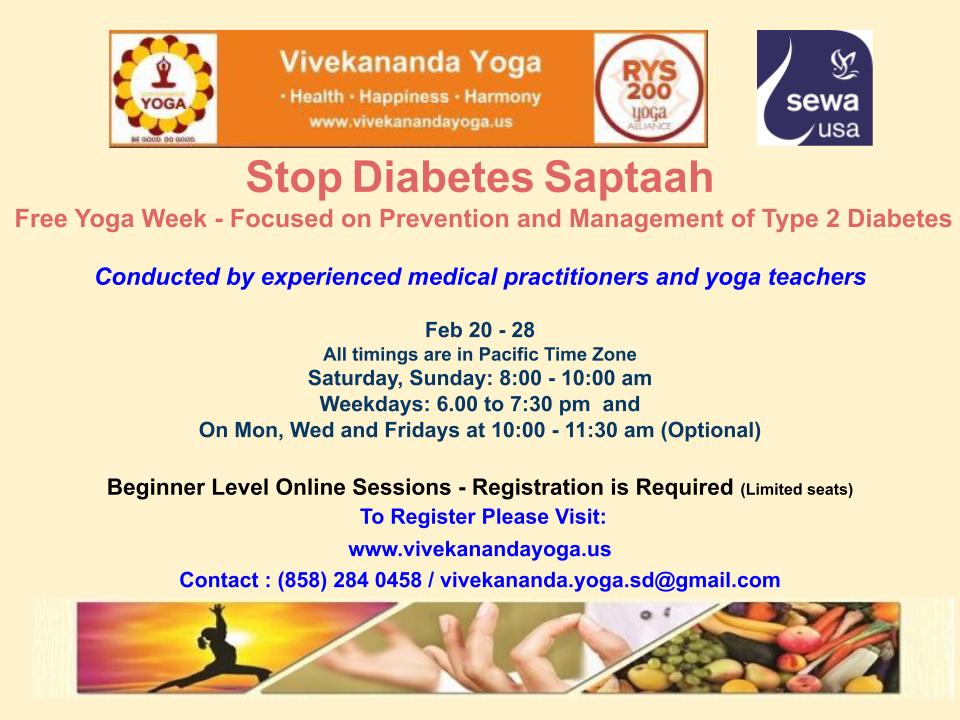 VIVEKANANDA
YOGA
BE GOOD. DO GOOD.
Vivekananda Yoga
· Health · Happiness · Harmony
www.vivekanandayoga.us
RYS
200
yoga
ALLIANCE
sewa
usa
Stop Diabetes Saptaah
Free Yoga Week - Focused on Prevention and Management of Type 2 Diabetes
Conducted by experienced medical practitioners and yoga teachers
Feb 20 - 28
All timings are in Pacific Time Zone
Saturday, Sunday: 8:00 - 10:00 am
Weekdays: 6.00 to 7:30 pm  and
On Mon, Wed and Fridays at 10:00 - 11:30 am (Optional)
Beginner Level Online Sessions - Registration is Required (Limited seats)
To Register Please Visit:
www.vivekanandayoga.us
Contact : (858) 284 0458 / vivekananda.yoga.sd@gmail.com